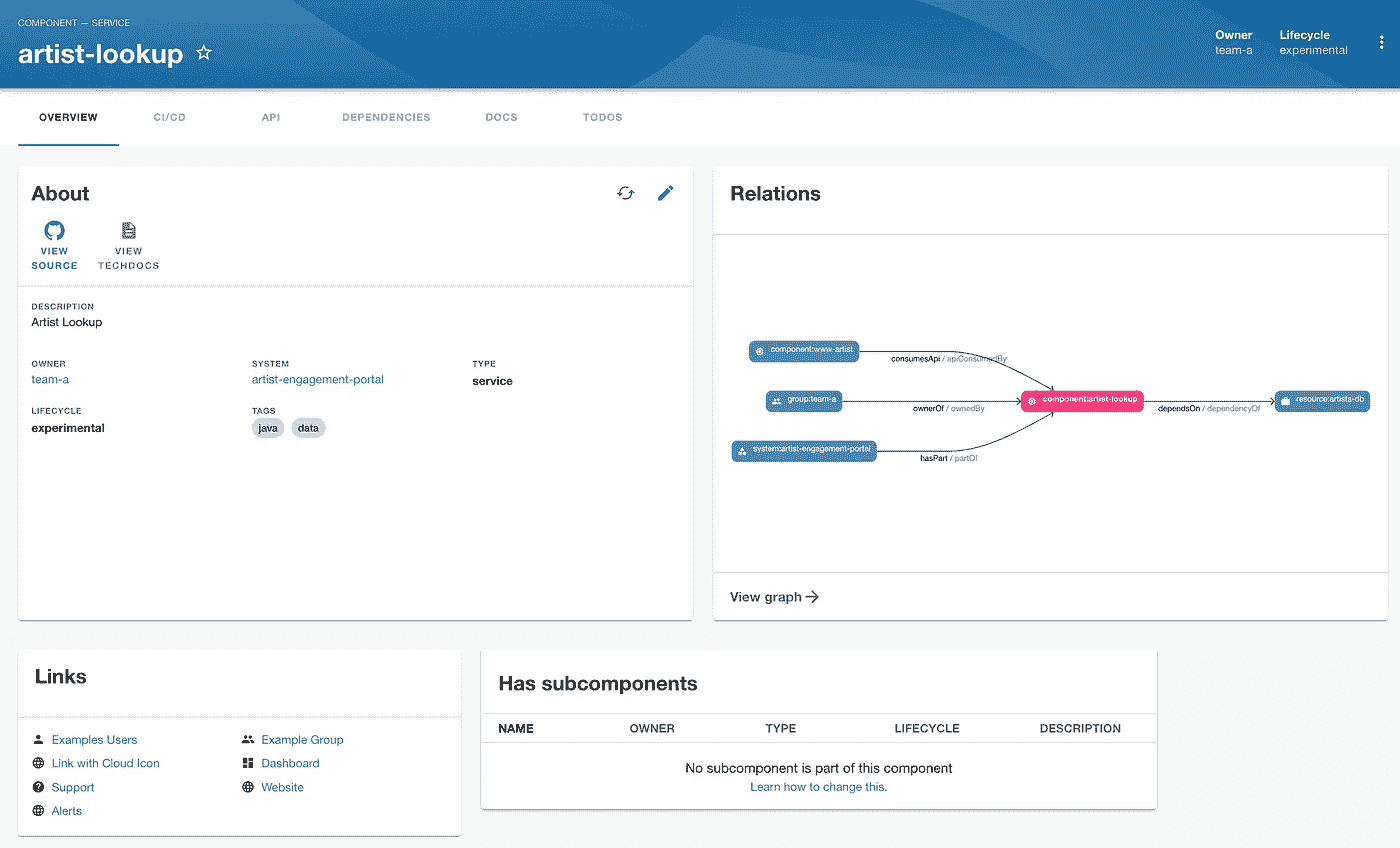 COMPONENT — SERVICE
artist-lookup
Owner
team-a
Lifecycle
experimental
OVERVIEW
CI/CD
API
DEPENDENCIES
DOCS
TODOS
About
VIEW
SOURCE
VIEW
TECHDOCS
DESCRIPTION
Artist Lookup
OWNER
team-a
SYSTEM
artist-engagement-portal
TYPE
service
LIFECYCLE
experimental
TAGS
java
data
Relations
component:www-artist
consumesApi / apiConsumedBy
group:team-a
ownerOf / ownedBy
component:artist-lookup
dependsOn / dependencyOf
resource:artists-db
system:artist-engagement-portal
hasPart / partOf
View graph
Links
Examples Users
Example Group
Link with Cloud Icon
Dashboard
Support
Website
Alerts
Has subcomponents
NAME OWNER TYPE LIFECYCLE DESCRIPTION
No subcomponent is part of this component
Learn how to change this.